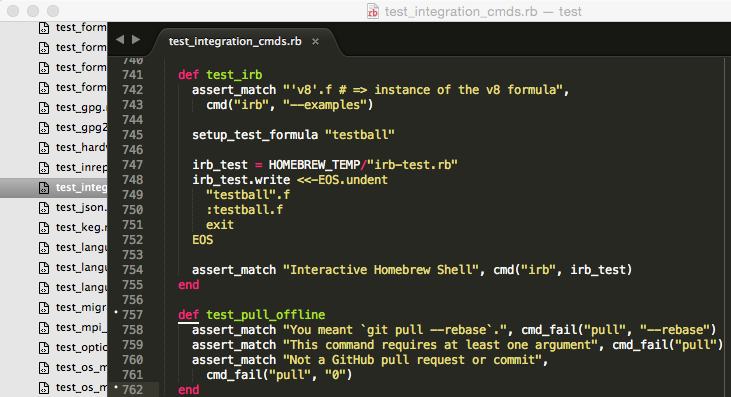 rb test_integration_cmds.rb — test
test_form
test_form
test_form
test_form
test_gpg.r
test_gpg2
test_hardw
test_inrep
test_integ
test_json.
test_keg.r
test_langu
test_langu
test_langu
test_migra
test_mpi_
test_optio
test_os_m
test_os_m
test_integration_cmds.rb ×
740
741 def test_irb
742 assert_match "'v8'.f # => instance of the v8 formula",
743 cmd("irb", "--examples")
744
745 setup_test_formula "testball"
746
747 irb_test = HOMEBREW_TEMP/"irb-test.rb"
748 irb_test.write <<-EOS.undent
749 "testball".f
750 :testball.f
751 exit
752 EOS
753
754 assert_match "Interactive Homebrew Shell", cmd("irb", irb_test)
755 end
756
757 def test_pull_offline
758 assert_match "You meant `git pull --rebase`.", cmd_fail("pull", "--rebase")
759 assert_match "This command requires at least one argument", cmd_fail("pull")
760 assert_match "Not a GitHub pull request or commit",
761 cmd_fail("pull", "0")
762 end